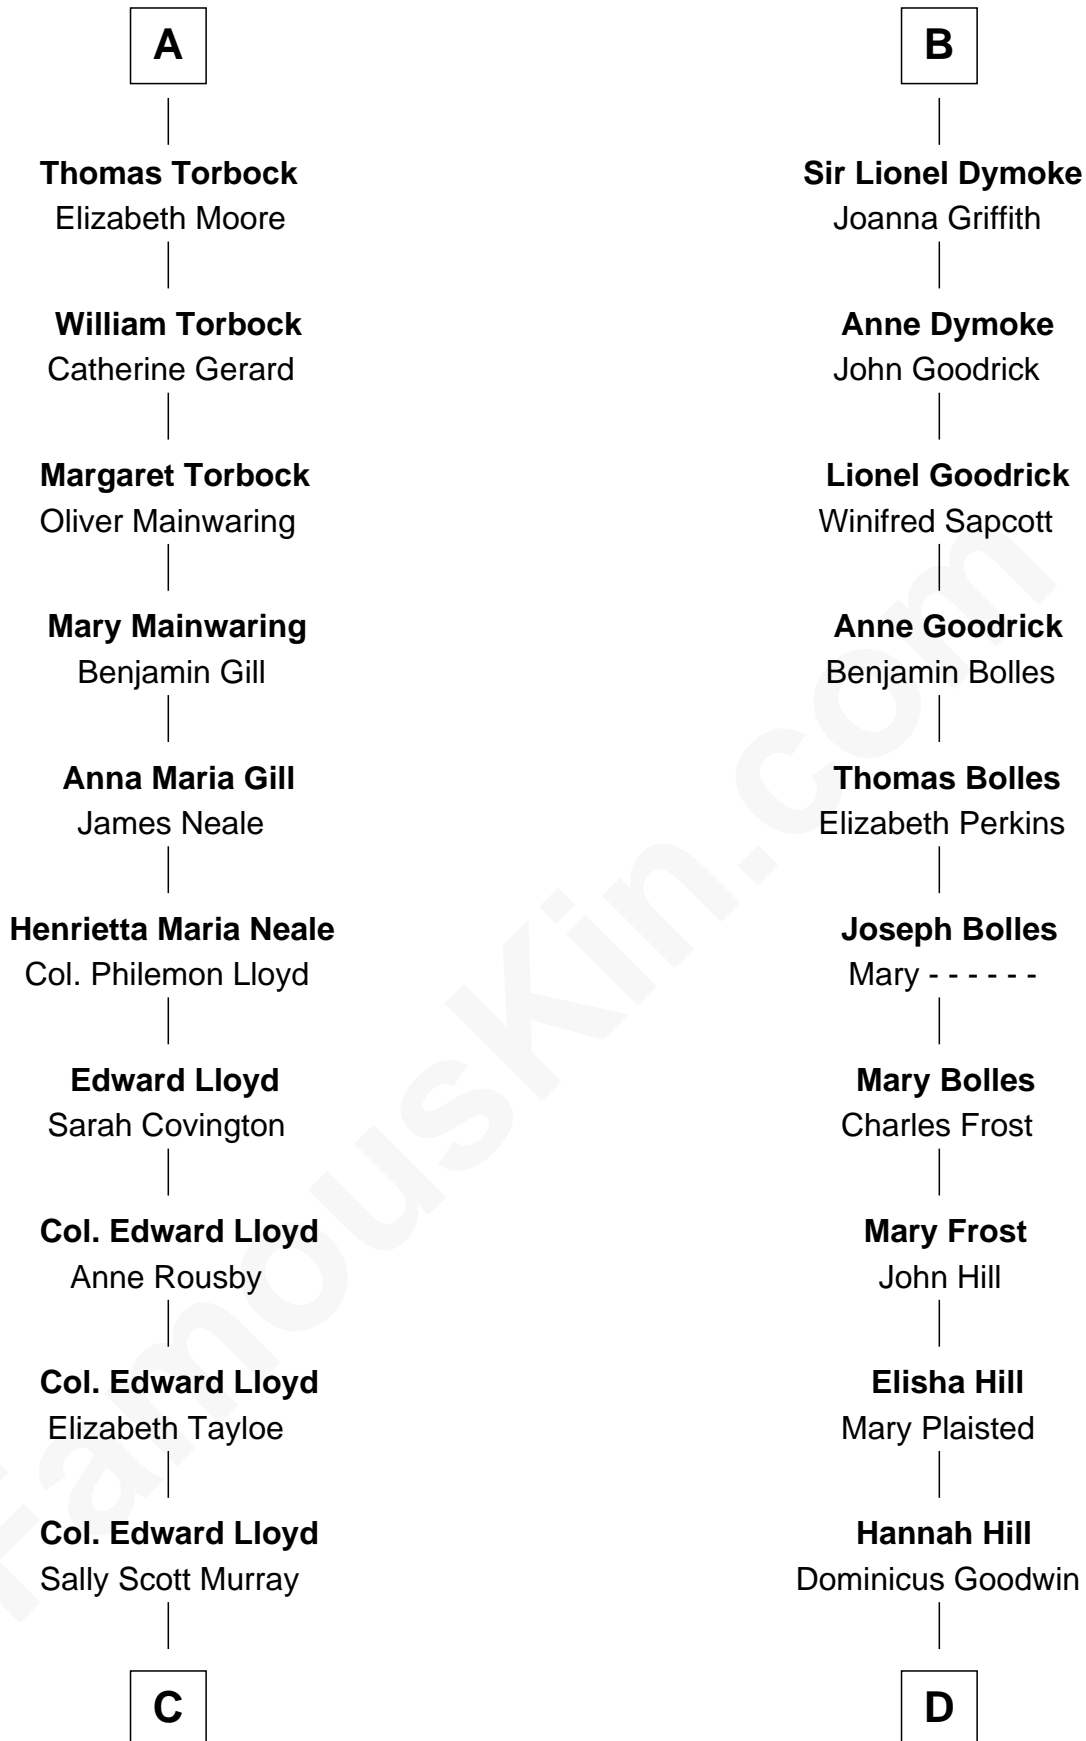 A
Thomas Torbock
Elizabeth Moore
William Torbock
Catherine Gerard
Margaret Torbock
Oliver Mainwaring
Mary Mainwaring
Benjamin Gill
Anna Maria Gill
James Neale
Henrietta Maria Neale
Col. Philemon Lloyd
Edward Lloyd
Sarah Covington
Col. Edward Lloyd
Anne Rousby
Col. Edward Lloyd
Elizabeth Tayloe
Col. Edward Lloyd
Sally Scott Murray
C
B
Sir Lionel Dymoke
Joanna Griffith
Anne Dymoke
John Goodrick
Lionel Goodrick
Winifred Sapcott
Anne Goodrick
Benjamin Bolles
Thomas Bolles
Elizabeth Perkins
Joseph Bolles
Mary - - - - - -
Mary Bolles
Charles Frost
Mary Frost
John Hill
Elisha Hill
Mary Plaisted
Hannah Hill
Dominicus Goodwin
D
FamousKin.com